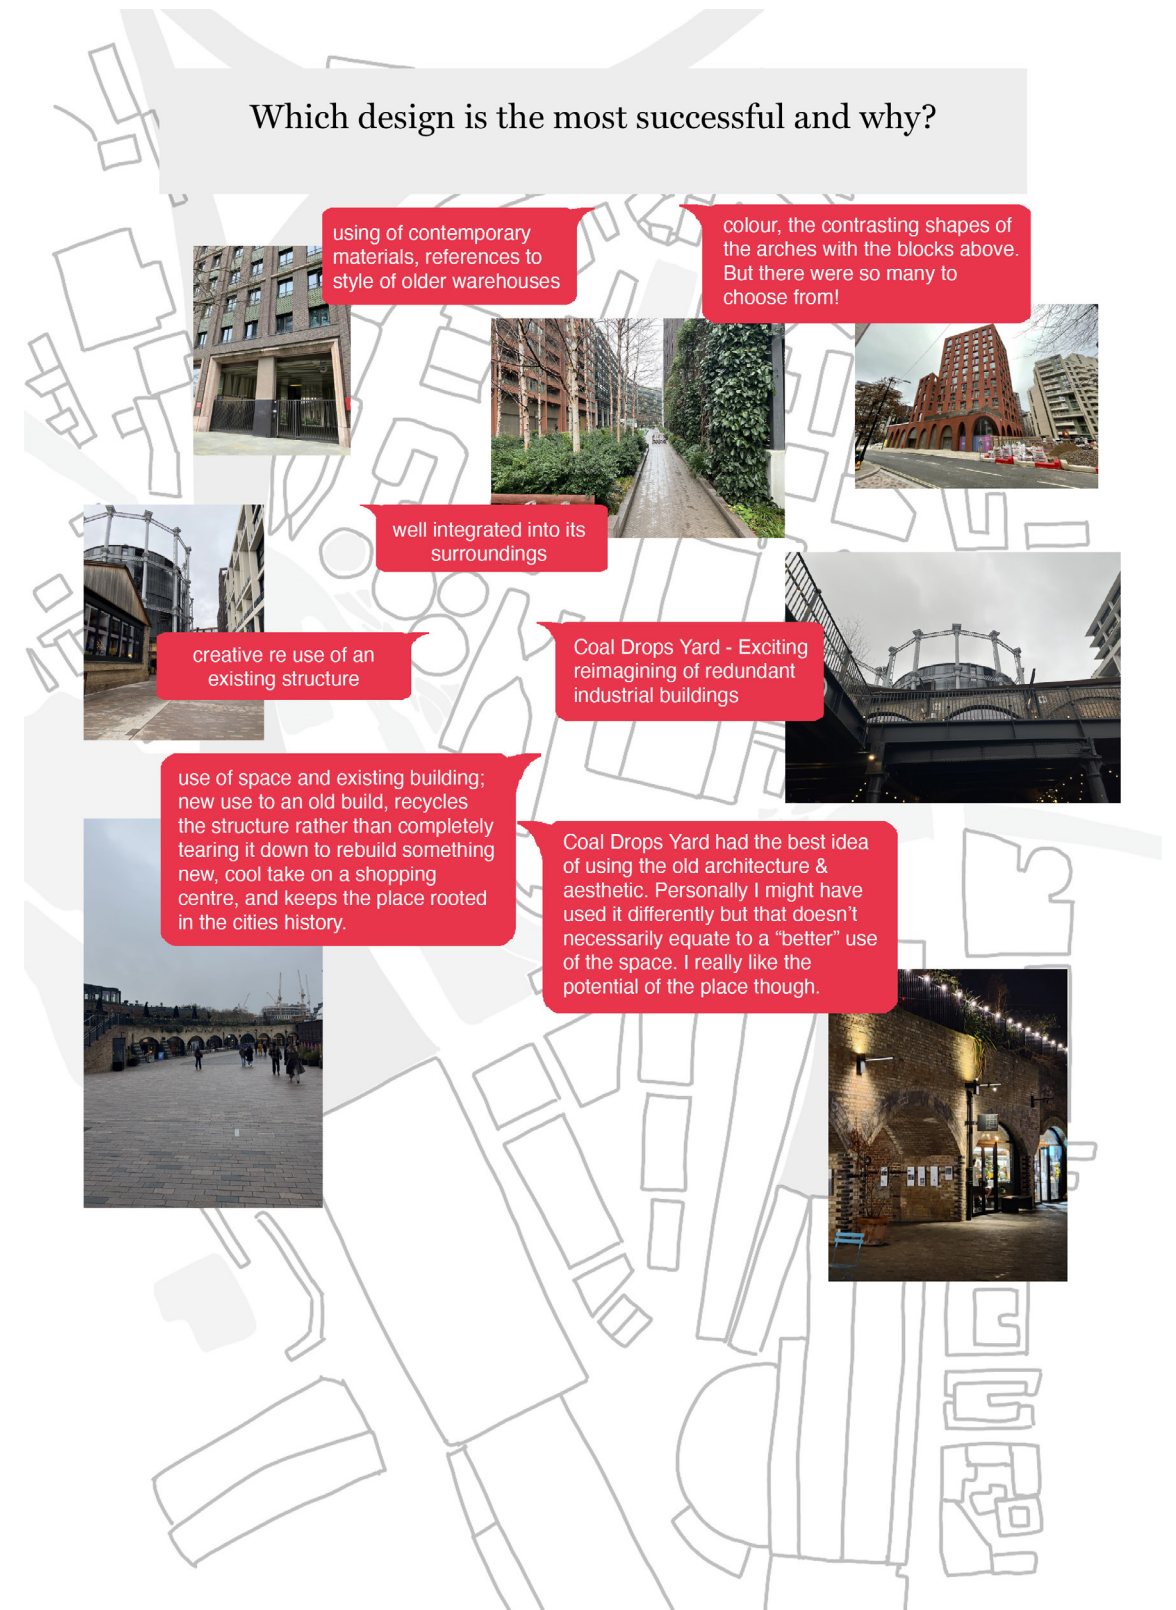 Which design is the most successful and why?
using of contemporary
materials, references to
style of older warehouses
colour, the contrasting shapes of
the arches with the blocks above.
But there were so many to
choose from!
well integrated into its
surroundings
creative re use of an
existing structure
Coal Drops Yard - Exciting
reimagining of redundant
industrial buildings
use of space and existing building;
new use to an old build, recycles
the structure rather than completely
tearing it down to rebuild something
new, cool take on a shopping
centre, and keeps the place rooted
in the cities history.
Coal Drops Yard had the best idea
of using the old architecture &
aesthetic. Personally I might have
used it differently but that doesn’t
necessarily equate to a “better” use
of the space. I really like the
potential of the place though.